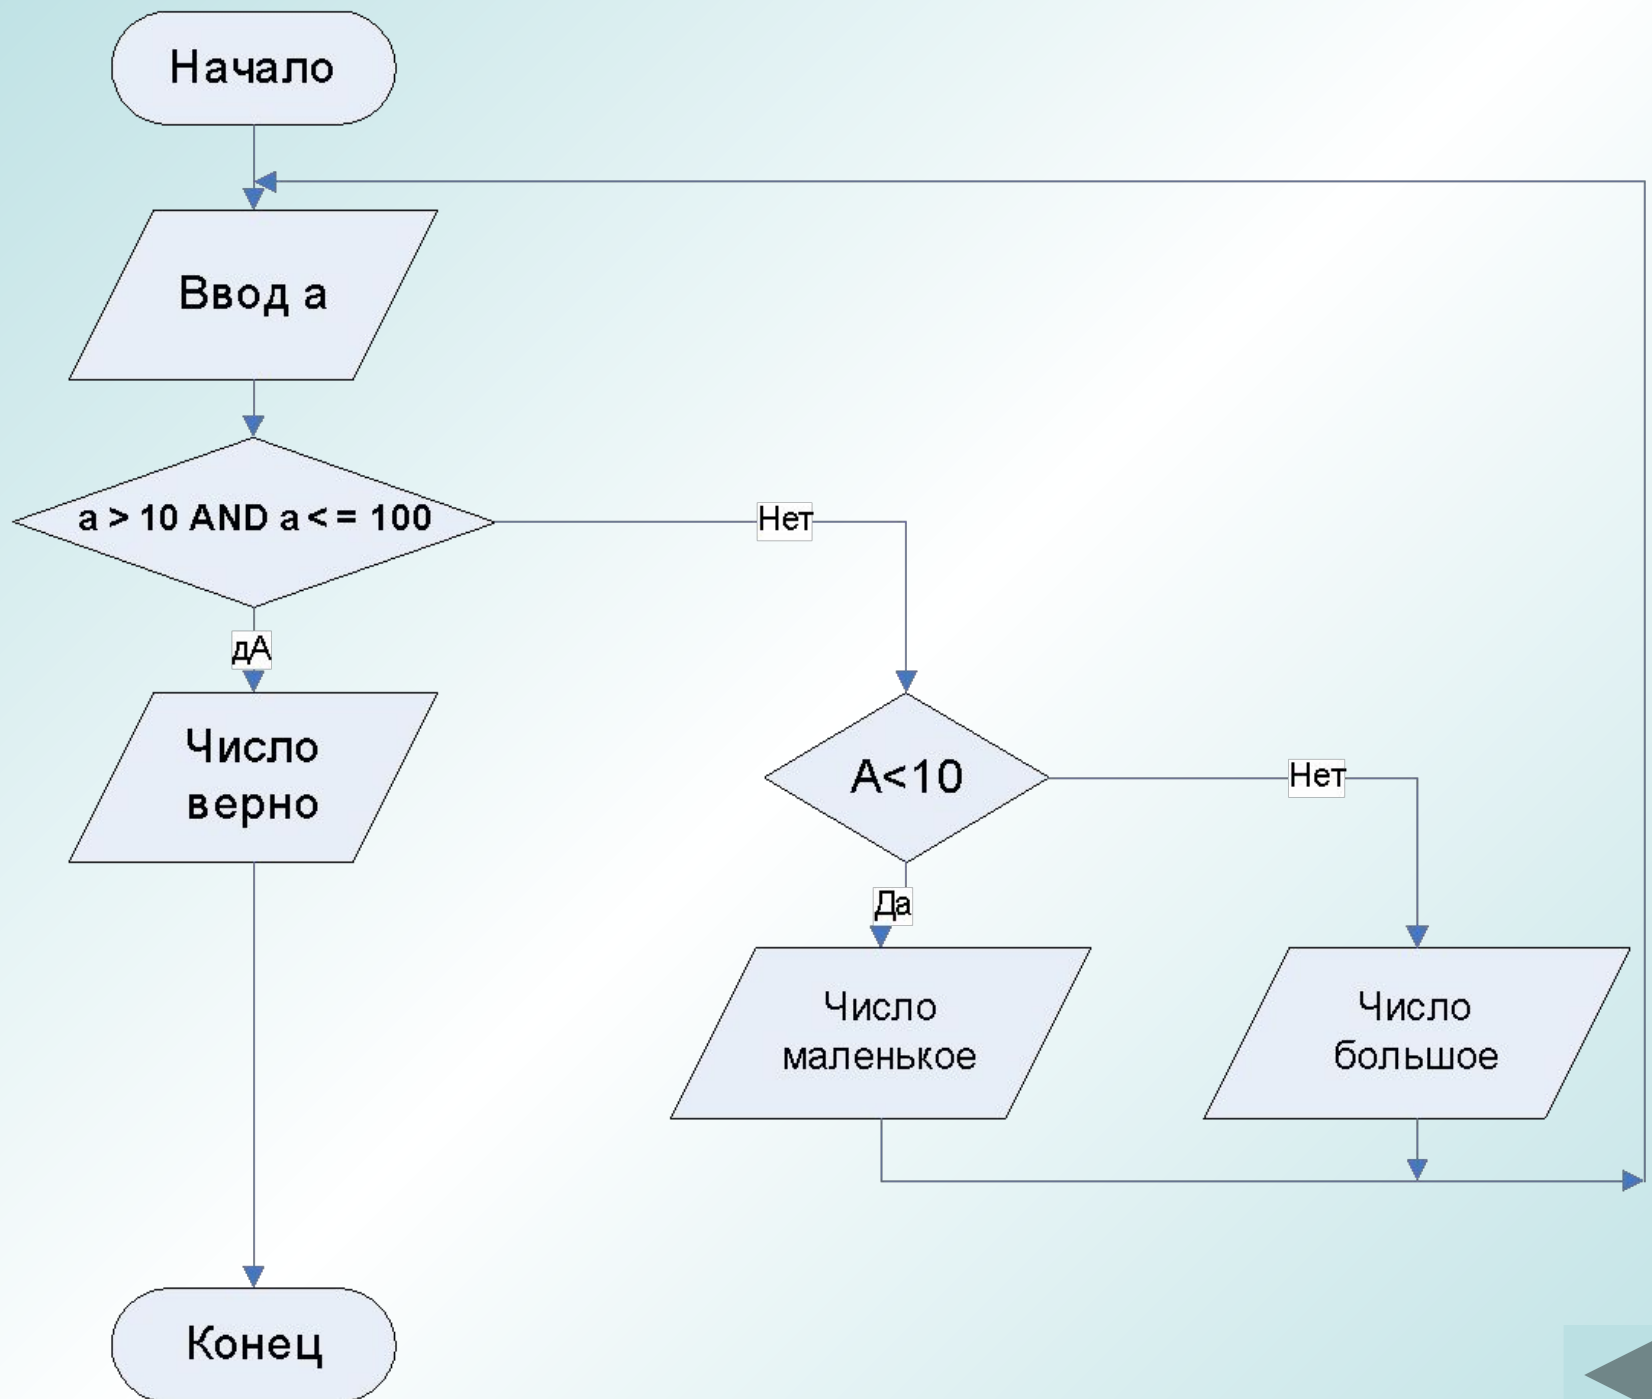 Начало
Ввод а
a > 10 AND a < = 100
Нет
дА
Число
верно
А<10
Нет
Да
Число
маленькое
Число
большое
Конец